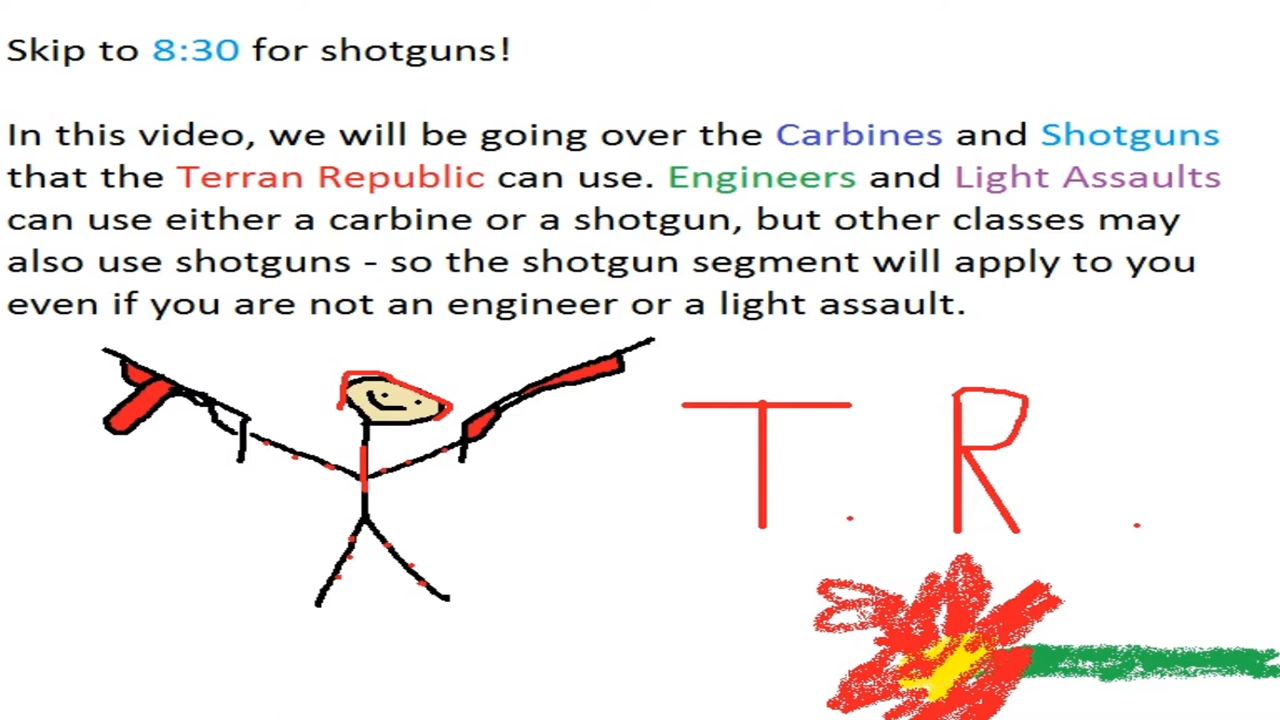 Skip to 8:30 for shotguns!
In this video, we will be going over the Carbines and Shotguns
that the Terran Republic can use. Engineers and Light Assaults
can use either a carbine or a shotgun, but other classes may
also use shotguns - so the shotgun segment will apply to you
even if you are not an engineer or a light assault.
T. R.